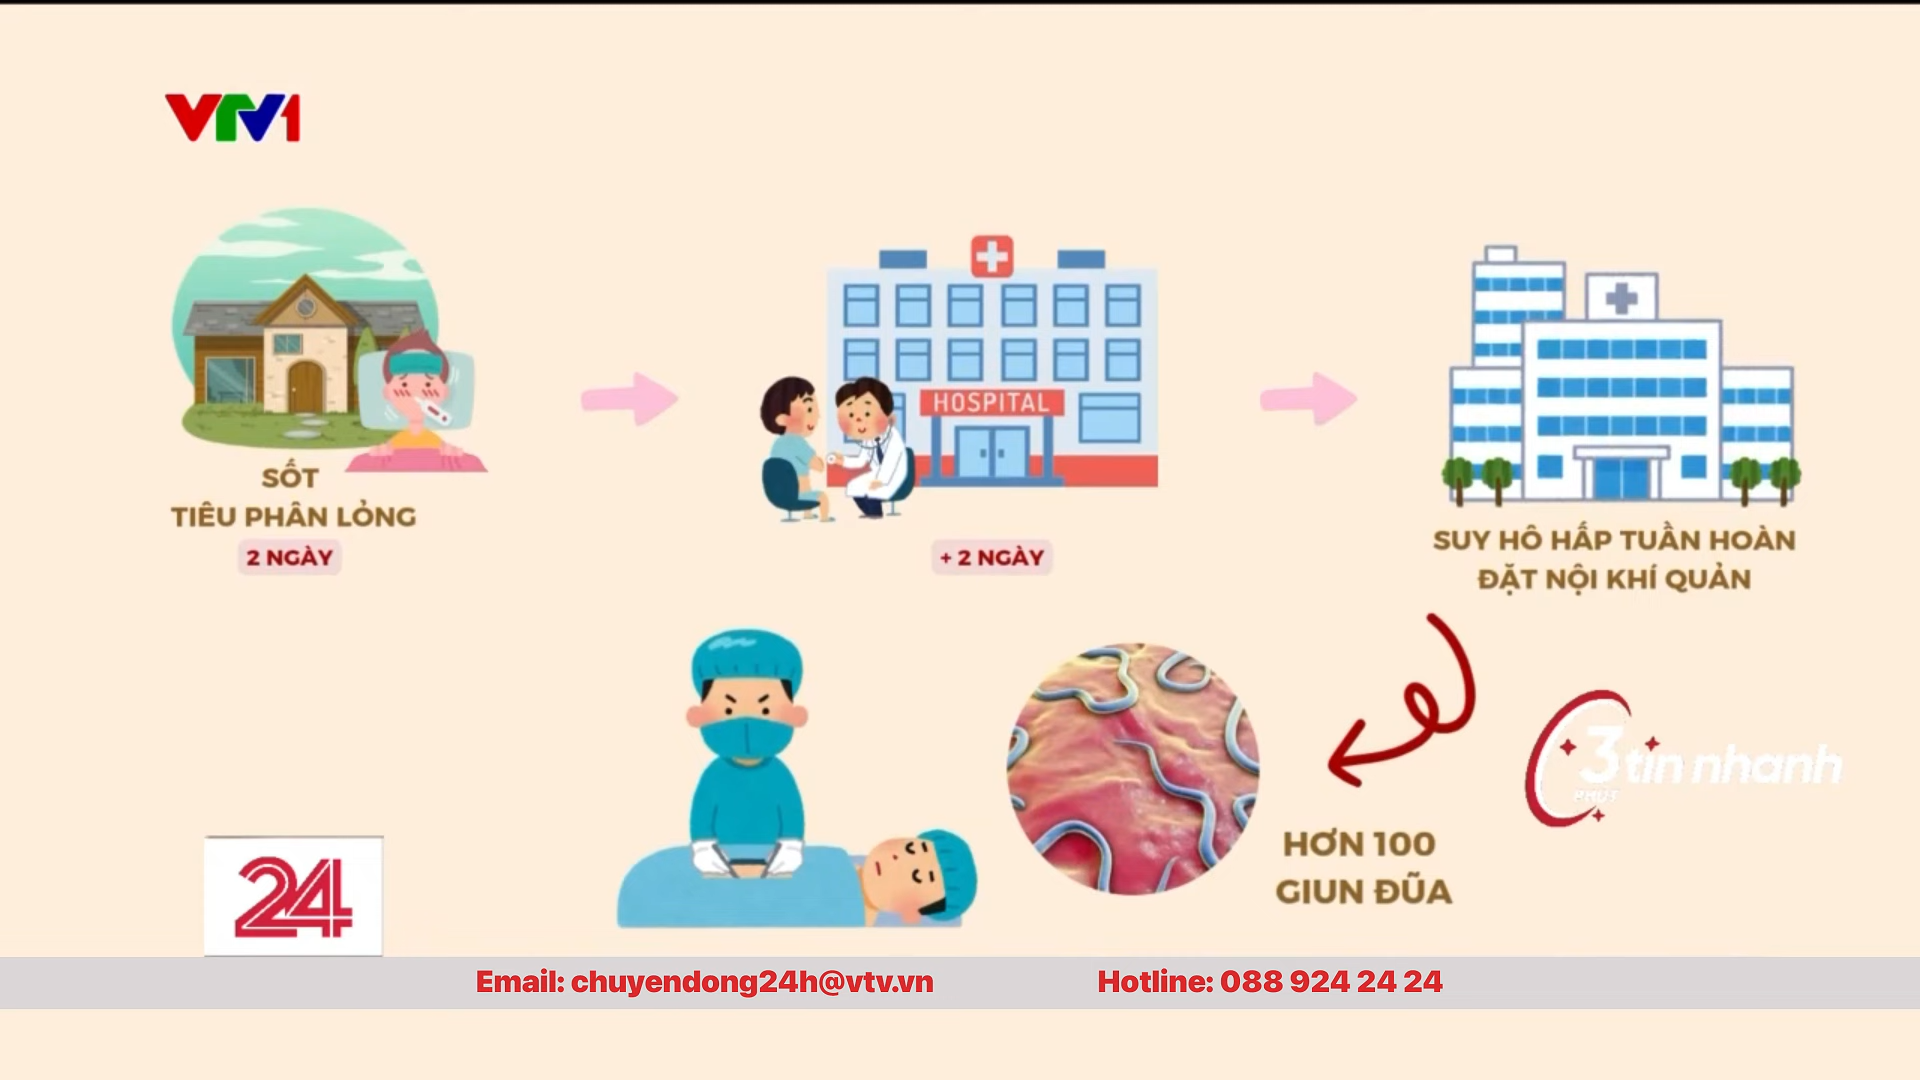 VTV1
HOSPITAL
SỐT
TIÊU PHÂN LỎNG
2 NGÀY
+ 2 NGÀY
SUY HÔ HẤP TUẦN HOÀN
ĐẶT NỘI KHÍ QUẢN
3 tin nhanh
PHÚT
HƠN 100
GIUN ĐŨA
24
Email: chuyendong24h@vtv.vn
Hotline: 088 924 24 24